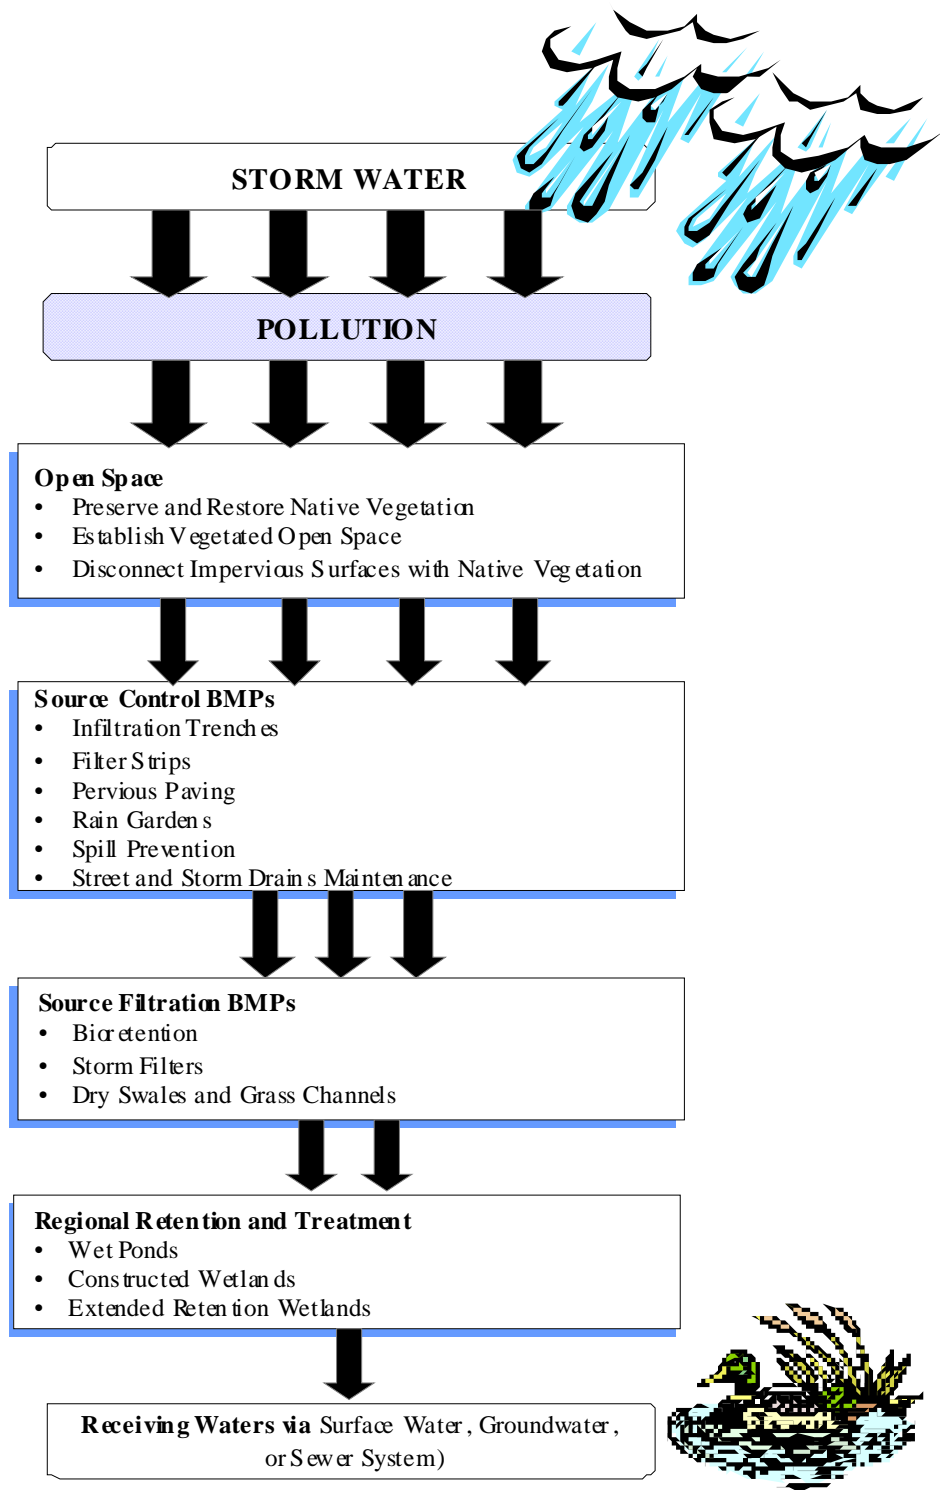 STORM WATER
POLLUTION
Open Space
• Preserve and Restore Native Vegetation
• Establish Vegetated Open Space
• Disconnect Impervious Surfaces with Native Vegetation
Source Control BMPs
• Infiltration Trenches
• Filter Strips
• Pervious Paving
• Rain Gardens
• Spill Prevention
• Street and Storm Drains Maintenance
Source Filtration BMPs
• Bioretention
• Storm Filters
• Dry Swales and Grass Channels
Regional Retention and Treatment
• Wet Ponds
• Constructed Wetlands
• Extended Retention Wetlands
Receiving Waters via Surface Water, Groundwater,
or Sewer System)